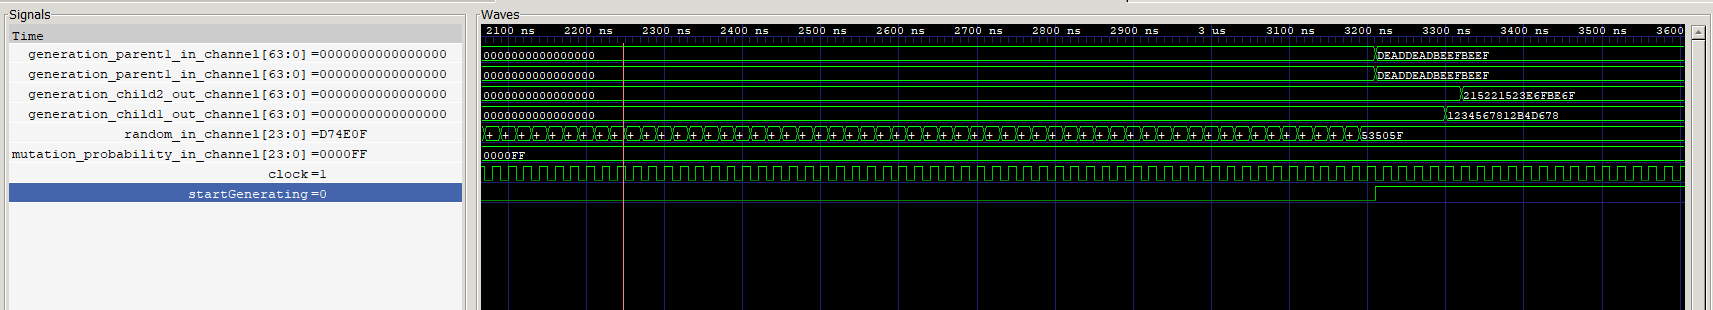 Signals
Waves
Time
2100 ns 2200 ns 2300 ns 2400 ns 2500 ns 2600 ns 2700 ns 2800 ns 2900 ns 3 us 3100 ns 3200 ns 3300 ns 3400 ns 3500 ns 3600
generation_parent1_in_channel[63:0] =0000000000000000 0000000000000000 DEADDEADBEEFBEEF
generation_parent1_in_channel[63:0] =0000000000000000 0000000000000000 DEADDEADBEEFBEEF
generation_child2_out_channel[63:0] =0000000000000000 0000000000000000 215221523E6FBE6F
generation_child1_out_channel[63:0] =0000000000000000 0000000000000000 1234567812B4D678
random_in_channel[23:0] =D74E0F + + + + + + + + + + + + + + + + + + + + + + + + + + + + + + + + + + + + + + + + + + + + + + + + + + + + + + + + 53505F
mutation_probability_in_channel[23:0] =0000FF 0000FF
clock =1
startGenerating =0